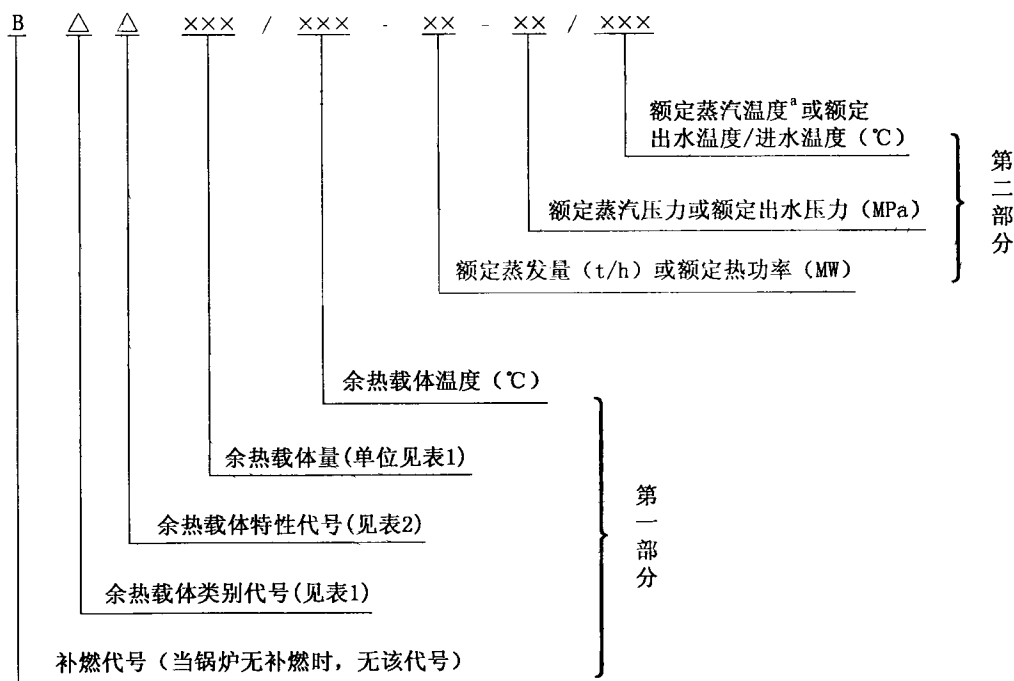 B △ △ ××× / ××× - ×× - ×× / ×××
额定蒸汽温度a或额定
出水温度/进水温度（℃）
额定蒸汽压力或额定出水压力（MPa）
额定蒸发量（t/h）或额定热功率（MW）
第二部分
余热载体温度（℃）
余热载体量(单位见表1)
余热载体特性代号(见表2)
余热载体类别代号(见表1)
补燃代号（当锅炉无补燃时，无该代号）
第一部分